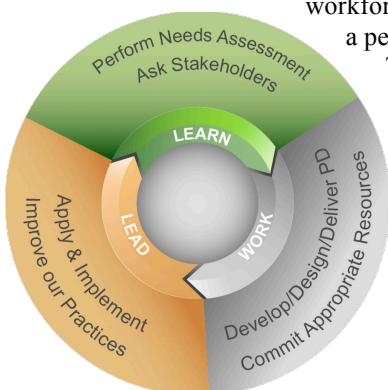 workfor
a pe
Perform Needs Assessment
Ask Stakeholders
LEARN
WORK
Develop/Design/Deliver PD
Commit Appropriate Resources
LEAD
Apply & Implement
Improve our Practices